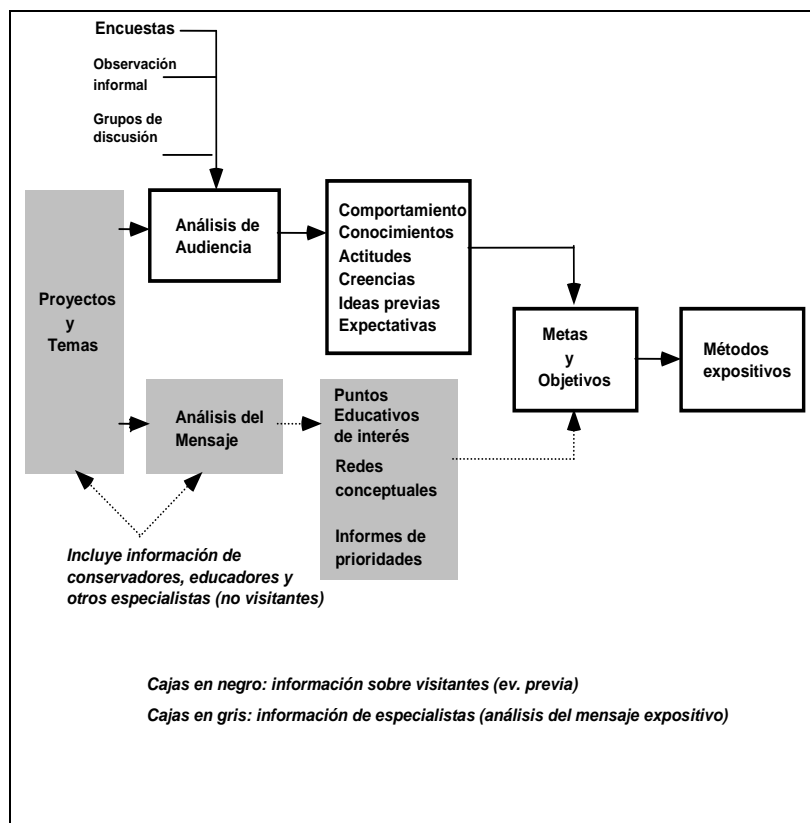 Encuestas
Observación
informal
Grupos de
discusión
Proyectos
y
Temas
Análisis de
Audiencia
Comportamiento
Conocimientos
Actitudes
Creencias
Ideas previas
Expectativas
Metas
y
Objetivos
Métodos
expositivos
Análisis del
Mensaje
Puntos
Educativos
de interés
Redes
conceptuales
Informes de
prioridades
Incluye información de
conservadores, educadores y
otros especialistas (no visitantes)
Cajas en negro: información sobre visitantes (ev. previa)
Cajas en gris: información de especialistas (análisis del mensaje expositivo)